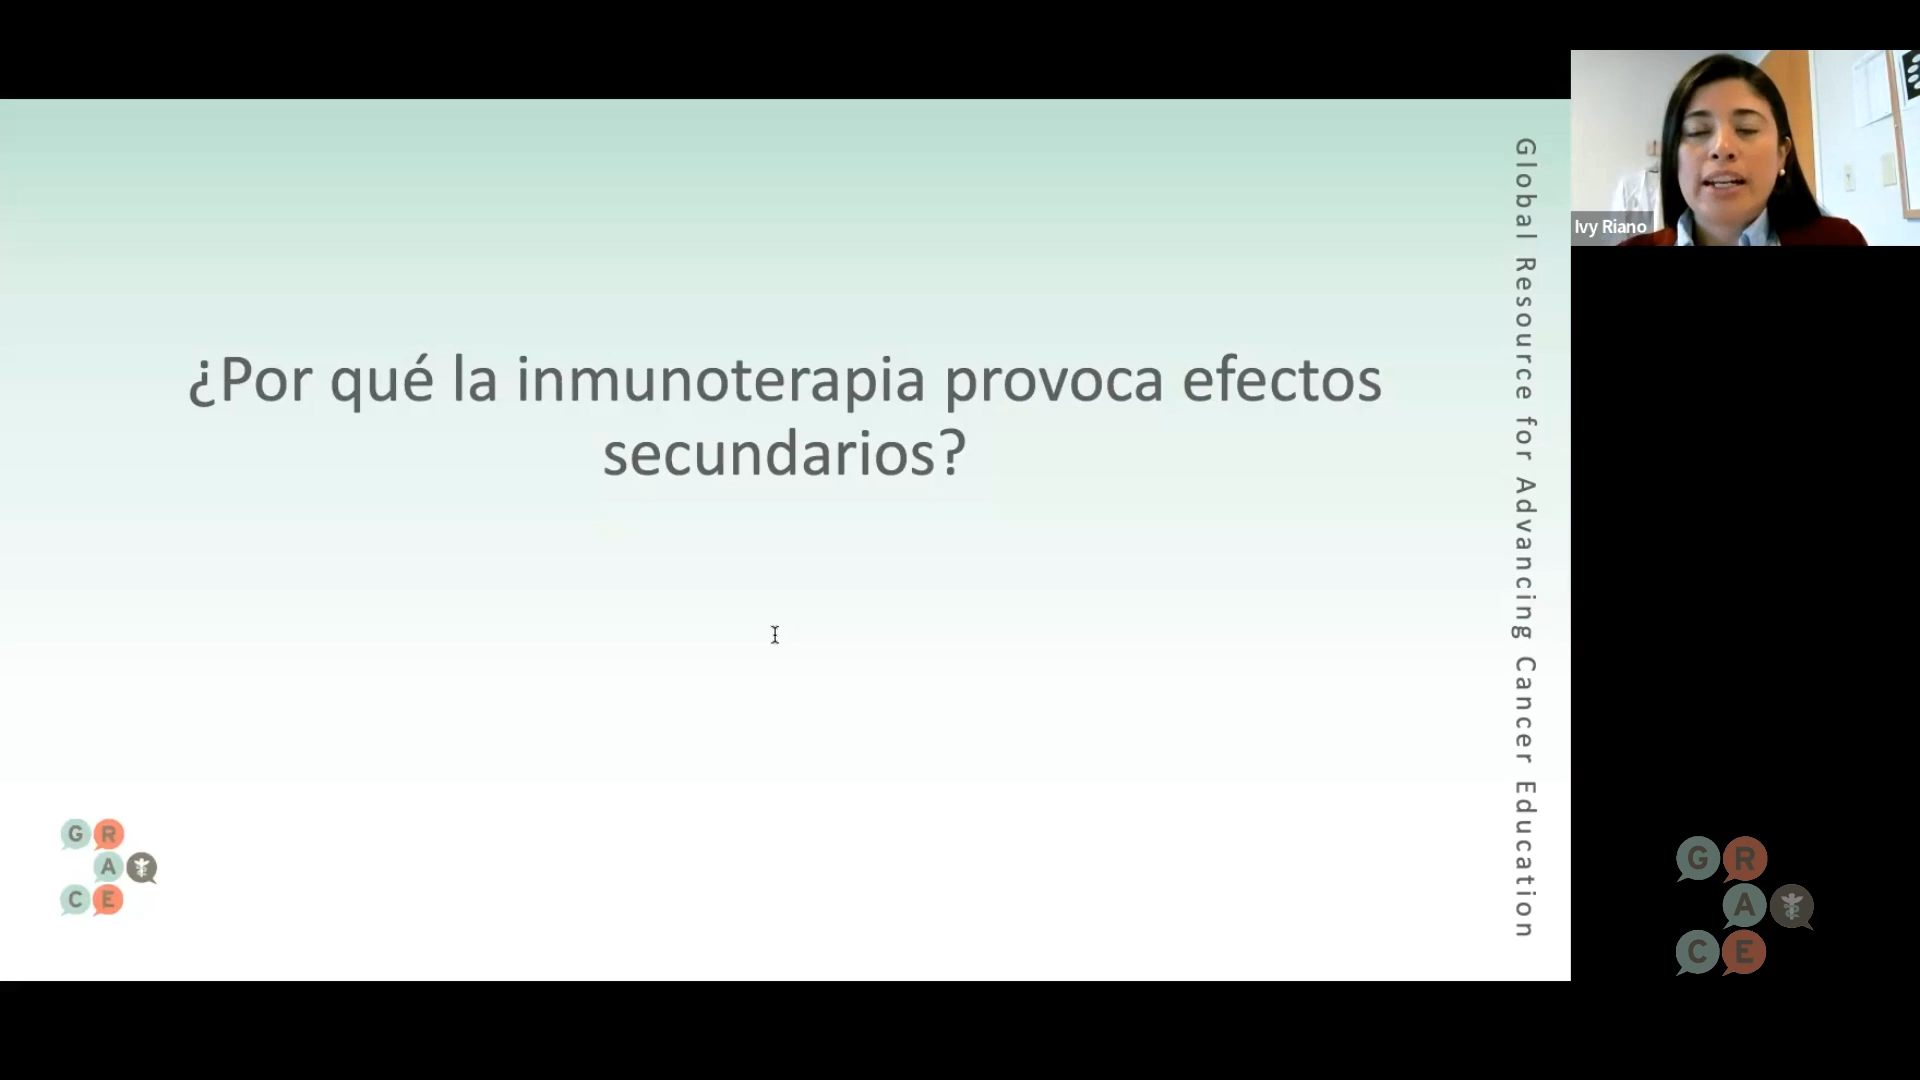 ¿Por qué la inmunoterapia provoca efectos
secundarios?
Global Resource for Advancing Cancer Education
Ivy Riano
G R
A
C E
G R
A
C E